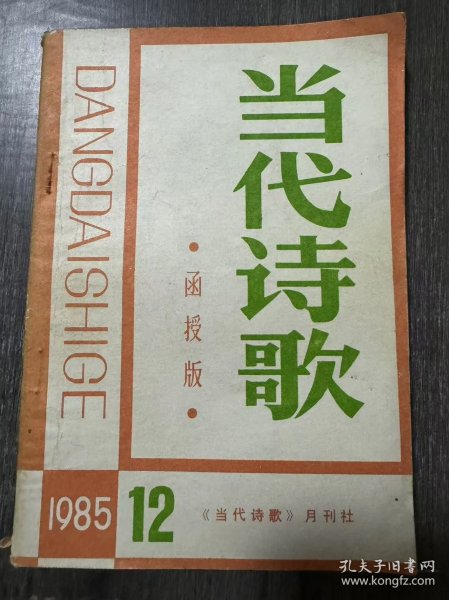 当代诗歌
·函授版·
DANGDAISHIGE
1985
12
《当代诗歌》月刊社
孔夫子旧书网
www.kongfz.com